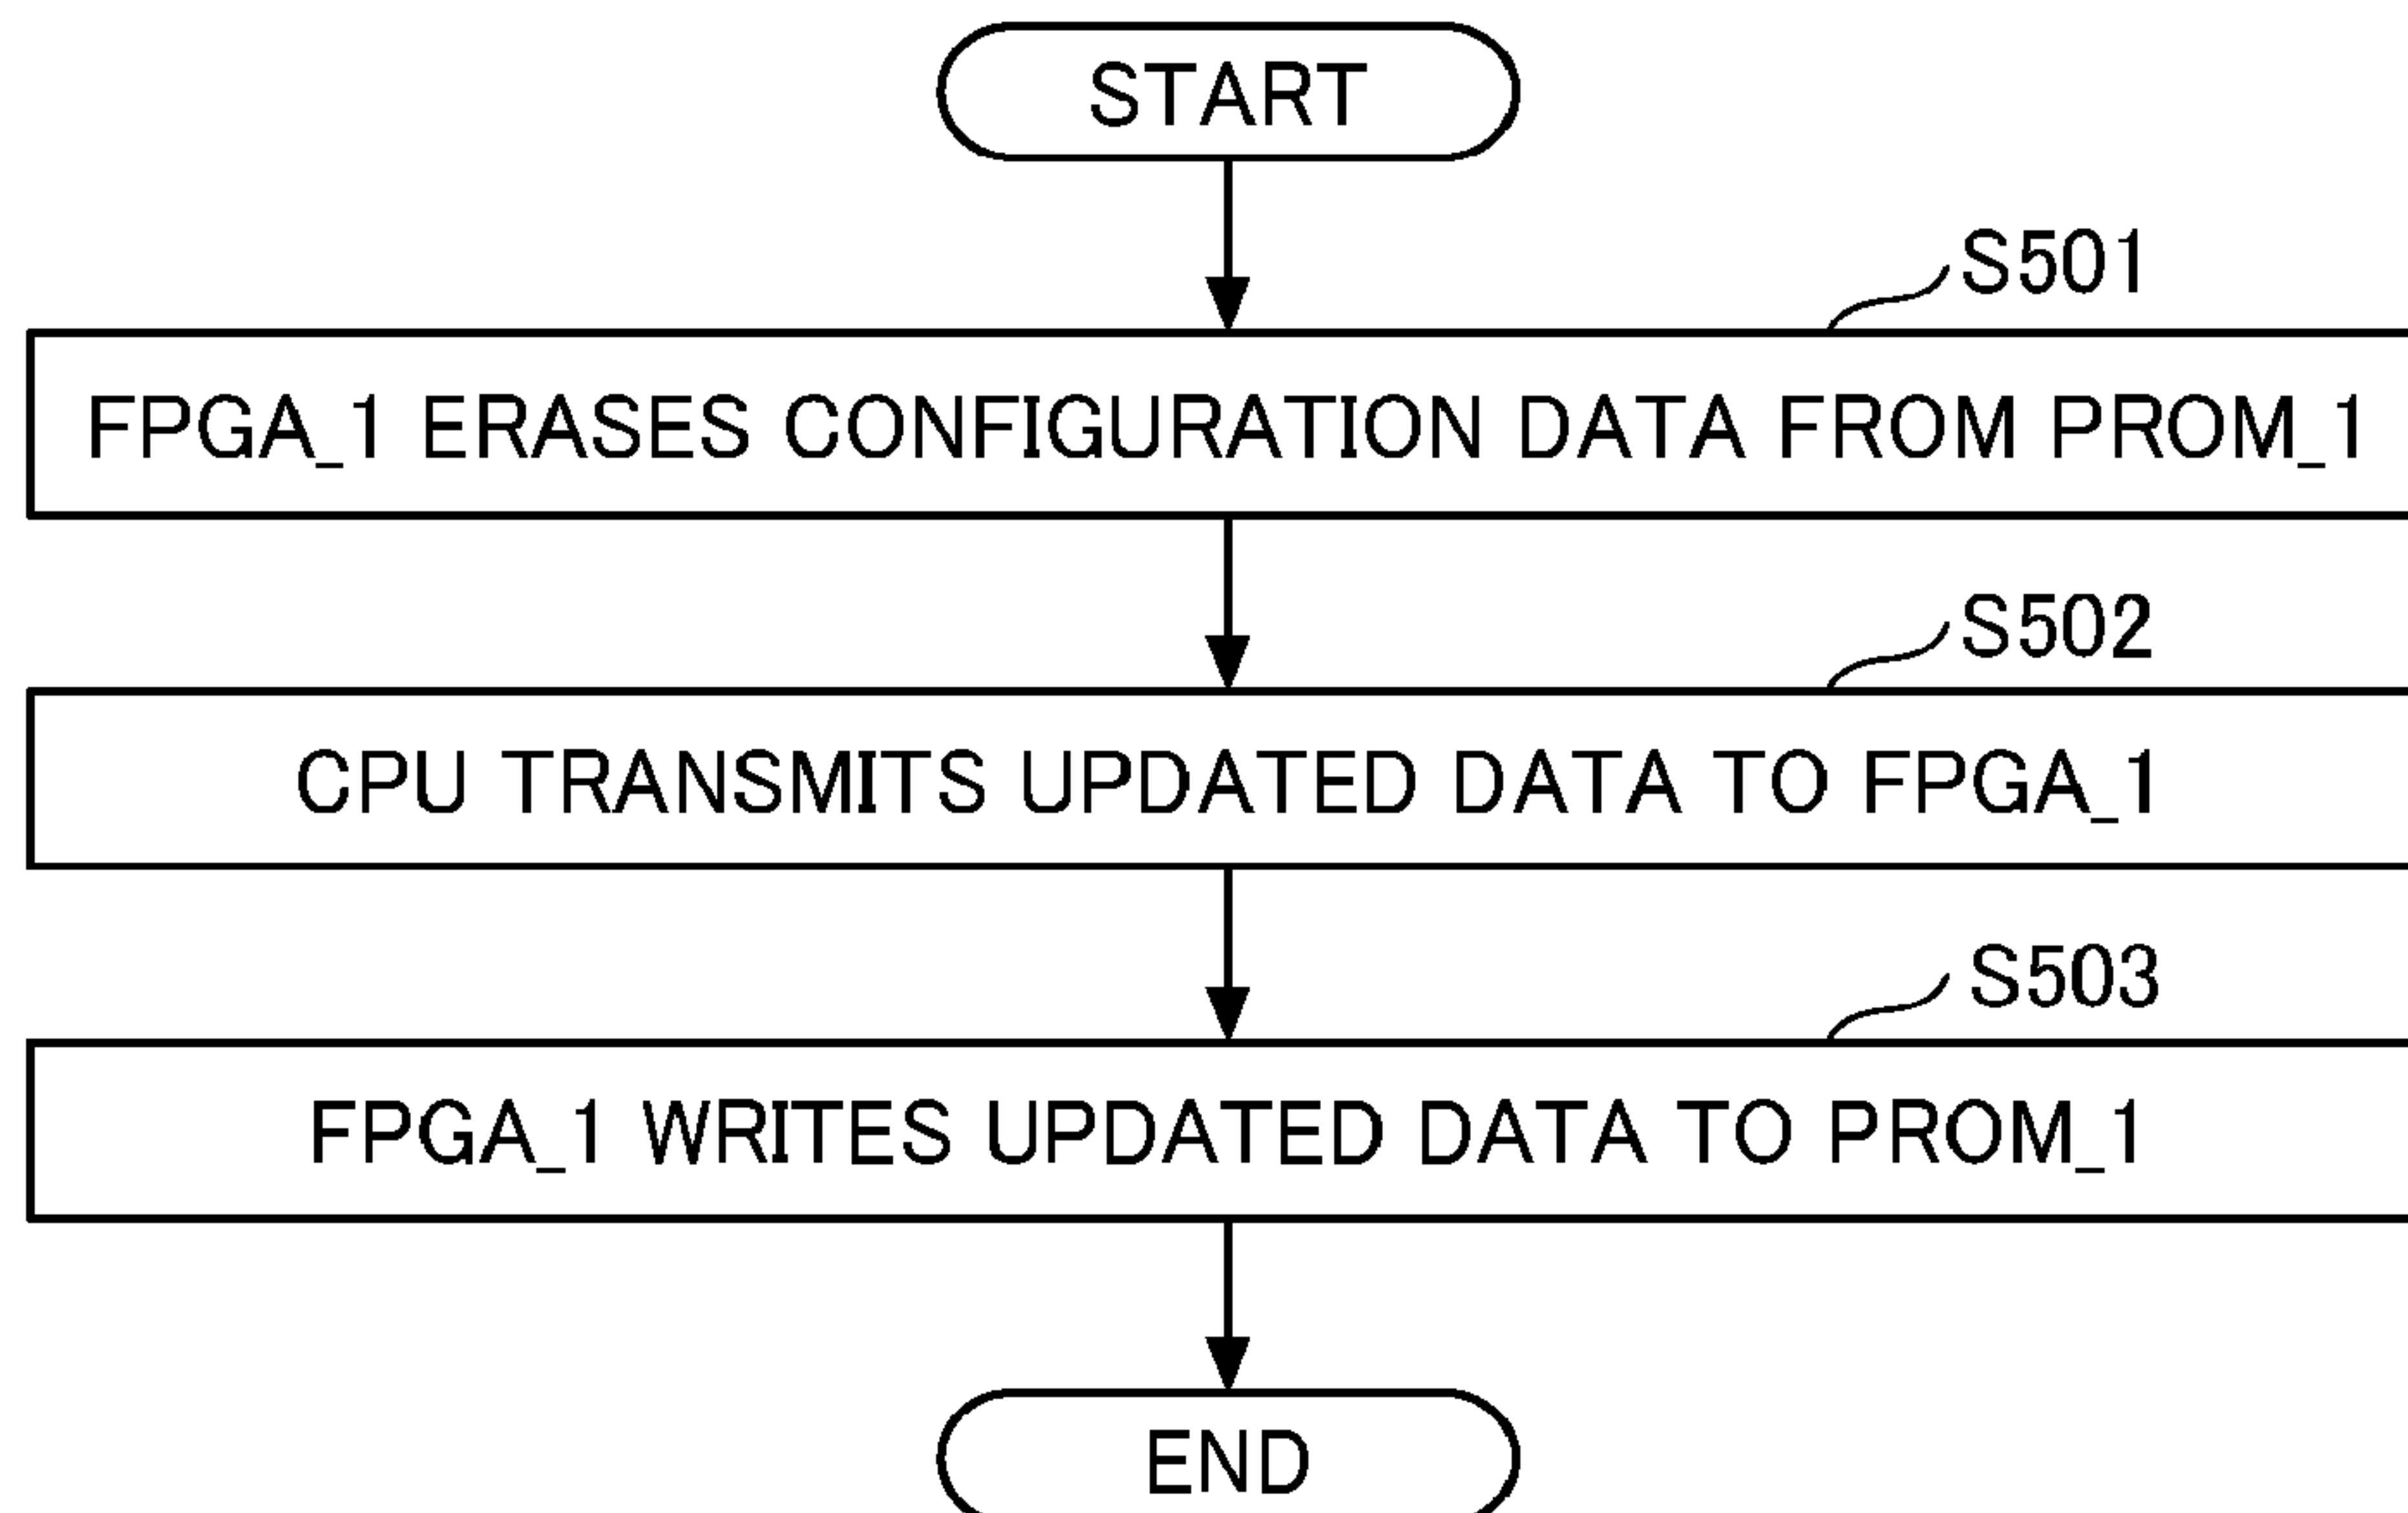 START
S501
FPGA_1 ERASES CONFIGURATION DATA FROM PROM_1
S502
CPU TRANSMITS UPDATED DATA TO FPGA_1
S503
FPGA_1 WRITES UPDATED DATA TO PROM_1
END